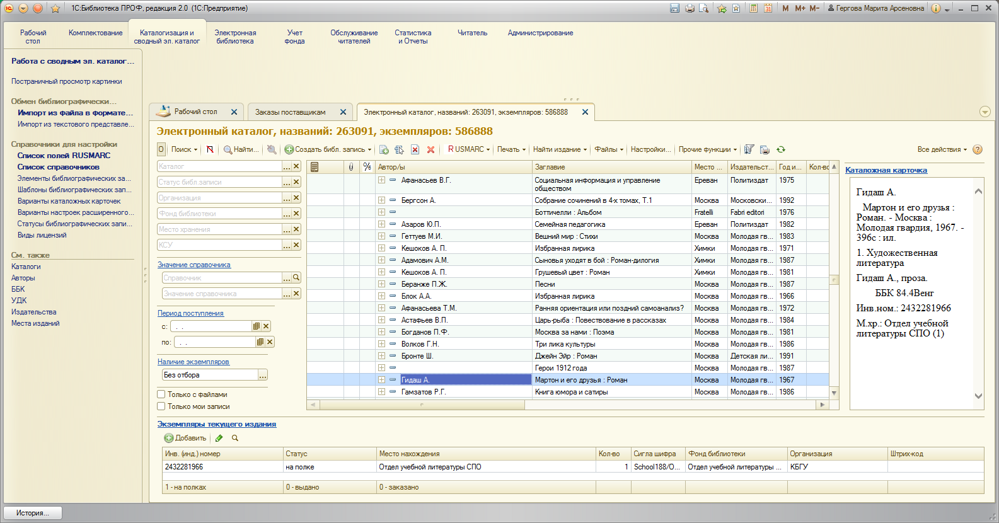 1С:Библиотека ПРОФ, редакция 2.0 (1С:Предприятие)
M M+ M-
Гергова Марита Арсеновна
Рабочий
стол
Комплектование
Каталогизация и
сводный эл. каталог
Электронная
библиотека
Учет
фонда
Обслуживание
читателей
Статистика
и Отчеты
Читатель
Администрирование
Работа с сводным эл. каталог...
Постраничный просмотр картинки
Обмен библиографически...
Импорт из файла в формате...
Импорт из текстового представле...
Справочники для настройки
Список полей RUSMARC
Список справочников
Элементы библиографических за...
Шаблоны библиографических зап...
Варианты каталожных карточек
Варианты настроек расширенного...
Статусы библиографических запи...
Виды лицензий
См. также
Каталоги
Авторы
ББК
УДК
Издательства
Места изданий
Рабочий стол
Заказы поставщикам
Электронный каталог, названий: 263091, экземпляров: 586888
Электронный каталог, названий: 263091, экземпляров: 586888
О Поиск Найти... Создать библ. запись RUSMARC Печать Найти издание Файлы Настройки... Прочие функции Все действия
Каталог
Статус библ.записи
Организация
Фонд библиотеки
Место хранения
КСУ
Значение справочника
Справочник
Значение справочника
Период поступления
с: . .
по: . .
Наличие экземпляров
Без отбора
Только с файлами
Только мои записи
% Автор/ы Заглавие Место ... Издательст... Год и... Кол-во
Афанасьев В.Г. Социальная информация и управление Ереван Политиздат 1975
обществом
Бергсон А. Собрание сочинений в 4-х томах, Т.1 Москва Московски... 1992
Боттичелли : Альбом Fratelli Fabri editori 1976
Азаров Ю.П. Семейная педагогика Ереван Политиздат 1982
Геттуев М.И. Вешний мир : Стихи Москва Молодая гв... 1983
Кешоков А. П. Избранная лирика Химки Молодая гв... 1971
Адамович А.М. Сыновья уходят в бой : Роман-дилогия Москва Молодая гв... 1987
Кешоков А. П. Грушевый цвет : Роман Химки Молодая гв... 1981
Беранже П.Ж. Песни Москва Молодая гв... 1987
Блок А.А. Избранная лирика Москва Молодая гв... 1966
Афанасьева Т.М. Ранняя ориентация или поздний самоанализ? Москва Молодая гв... 1972
Астафьев В.П. Царь-рыба : Повествование в рассказах Москва Молодая гв... 1984
Богданов П.Ф. Москва за нами : Поэма Москва Молодая гв... 1981
Волков Г.Н. Три лика культуры Москва Молодая гв... 1986
Бронте Ш. Джейн Эйр : Роман Москва Детская ли... 1991
Герои 1912 года Москва Молодая гв... 1987
Гидаш А. Мартон и его друзья : Роман Москва Молодая гв... 1967
Гамзатов Р.Г. Книга юмора и сатиры Москва Молодая гв... 1986
Каталожная карточка
Гидаш А.
Мартон и его друзья :
Роман. - Москва :
Молодая гвардия, 1967. -
396с : ил.
1. Художественная
литература
Гидаш А., проза.
ББК 84.4Венг
Инв.ном.: 2432281966
М.хр.: Отдел учебной
литературы СПО (1)
Экземпляры текущего издания
Добавить
Инв. (инд.) номер Статус Место нахождения Кол-во Сигла шифра Фонд библиотеки Организация Штрих-код
2432281966 на полке Отдел учебной литературы СПО 1 School188/О... Отдел учебной литературы ... КБГУ
1 - на полках 0 - выдано 0 - заказано
История...